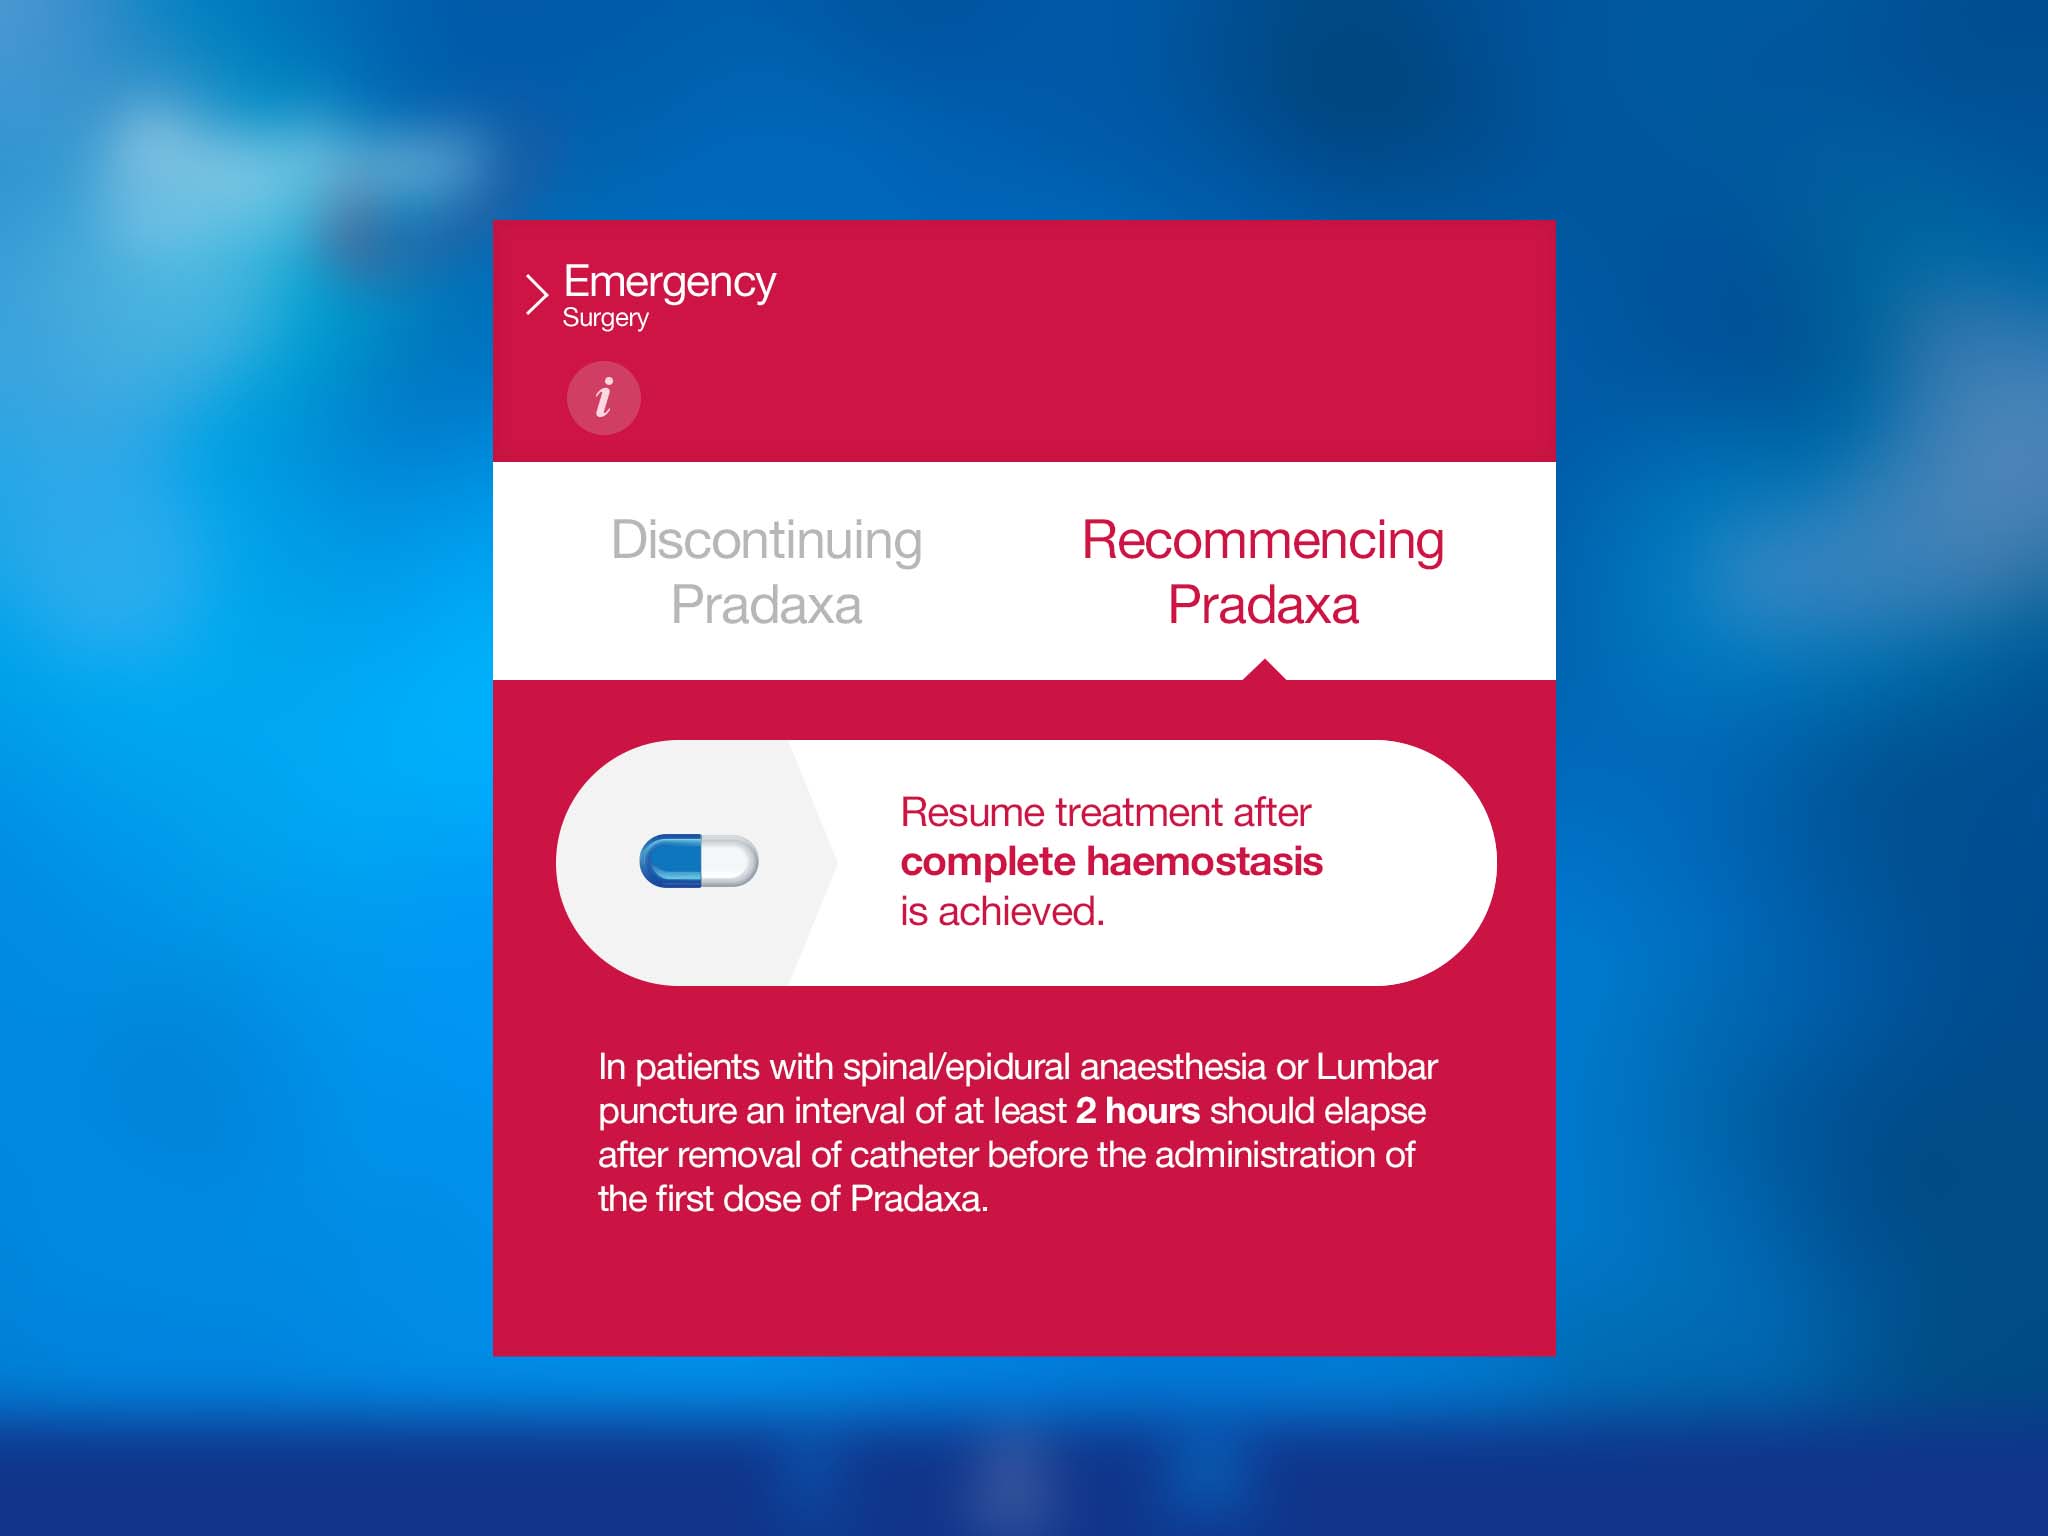 Emergency
Surgery
i
Discontinuing
Pradaxa
Recommencing
Pradaxa
Resume treatment after
complete haemostasis
is achieved.
In patients with spinal/epidural anaesthesia or Lumbar
puncture an interval of at least 2 hours should elapse
after removal of catheter before the administration of
the first dose of Pradaxa.